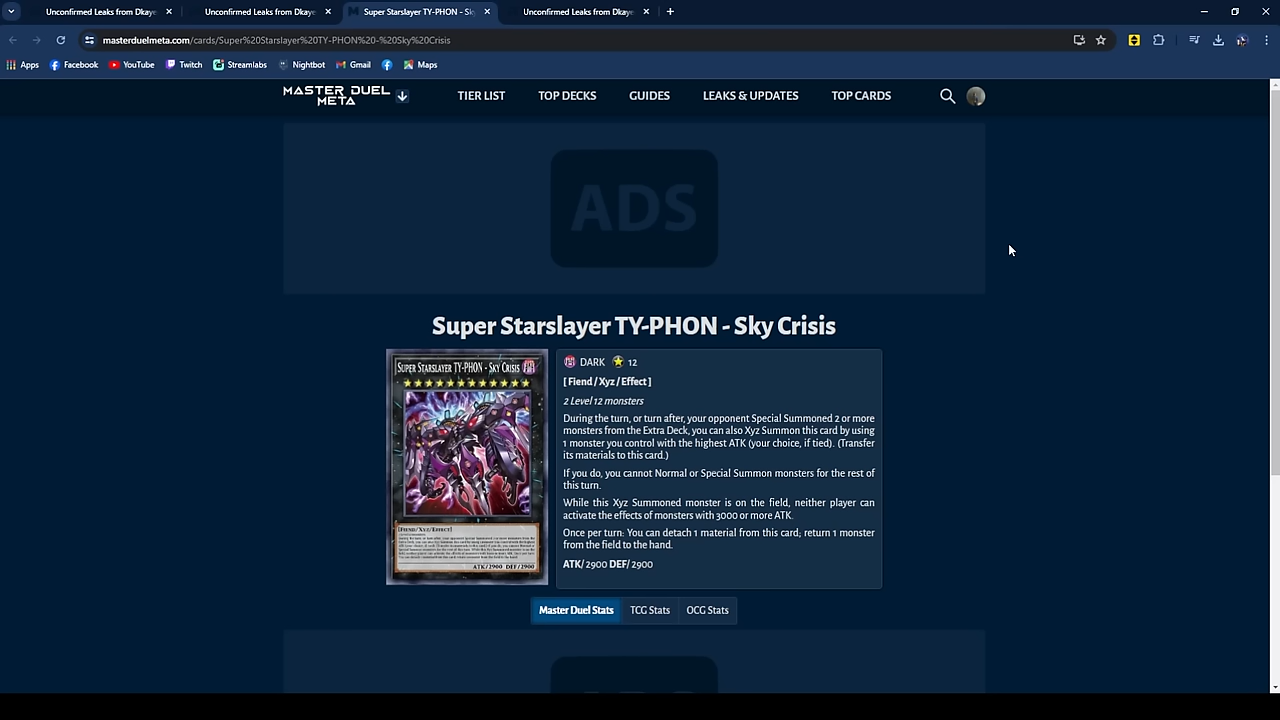 Unconfirmed Leaks from Dkaye
Unconfirmed Leaks from Dkaye
Super Starslayer TY-PHON - Sk
Unconfirmed Leaks from Dkaye
masterduelmeta.com/cards/Super%20Starslayer%20TY-PHON%20-%20Sky%20Crisis
Apps Facebook YouTube Twitch Streamlabs Nightbot Gmail Maps
MASTER DUEL
META
TIER LIST TOP DECKS GUIDES LEAKS & UPDATES TOP CARDS
ADS
Super Starslayer TY-PHON - Sky Crisis
Super Starslayer TY-PHON - Sky Crisis
[Fiend/Xyz/Effect]
ATK/2900 DEF/2900
DARK 12
[ Fiend / Xyz / Effect ]
2 Level 12 monsters
During the turn, or turn after, your opponent Special Summoned 2 or more
monsters from the Extra Deck, you can also Xyz Summon this card by using
1 monster you control with the highest ATK (your choice, if tied). (Transfer
its materials to this card.)
If you do, you cannot Normal or Special Summon monsters for the rest of
this turn.
While this Xyz Summoned monster is on the field, neither player can
activate the effects of monsters with 3000 or more ATK.
Once per turn: You can detach 1 material from this card; return 1 monster
from the field to the hand.
ATK/ 2900 DEF/ 2900
Master Duel Stats TCG Stats OCG Stats